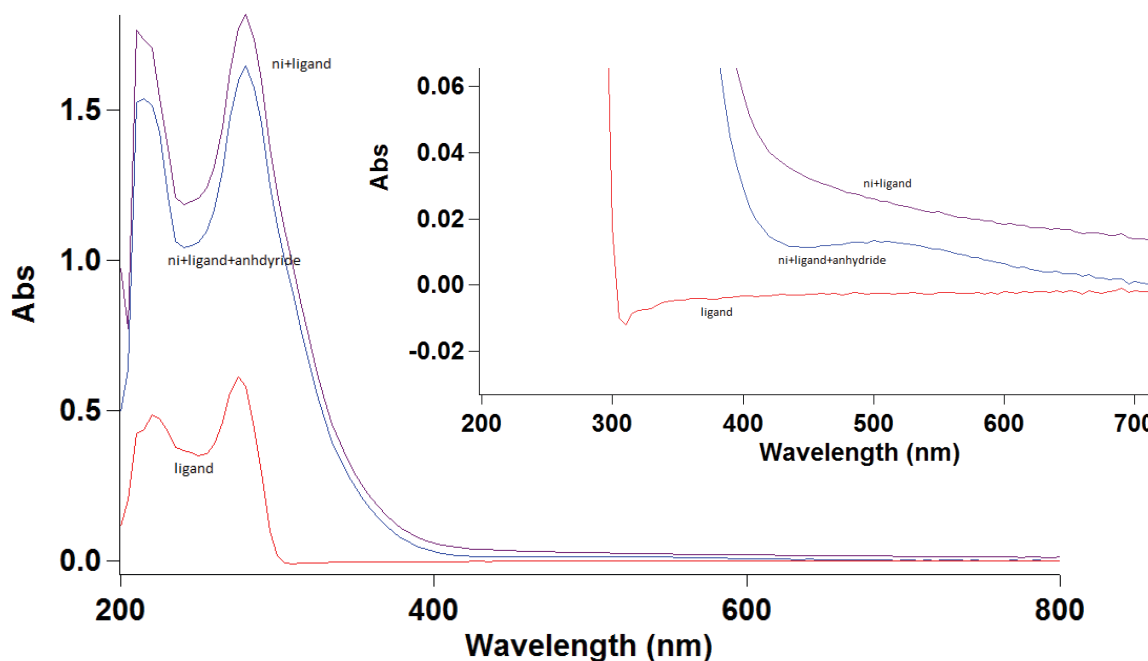 ni+ligand
1.5
ni+ligand+anhdyride
1.0
Abs
0.5
ligand
0.0
200 400 600 800
Wavelength (nm)
0.06
0.04
Abs
ni+ligand
0.02
ni+ligand+anhydride
0.00
ligand
-0.02
200 300 400 500 600 700
Wavelength (nm)